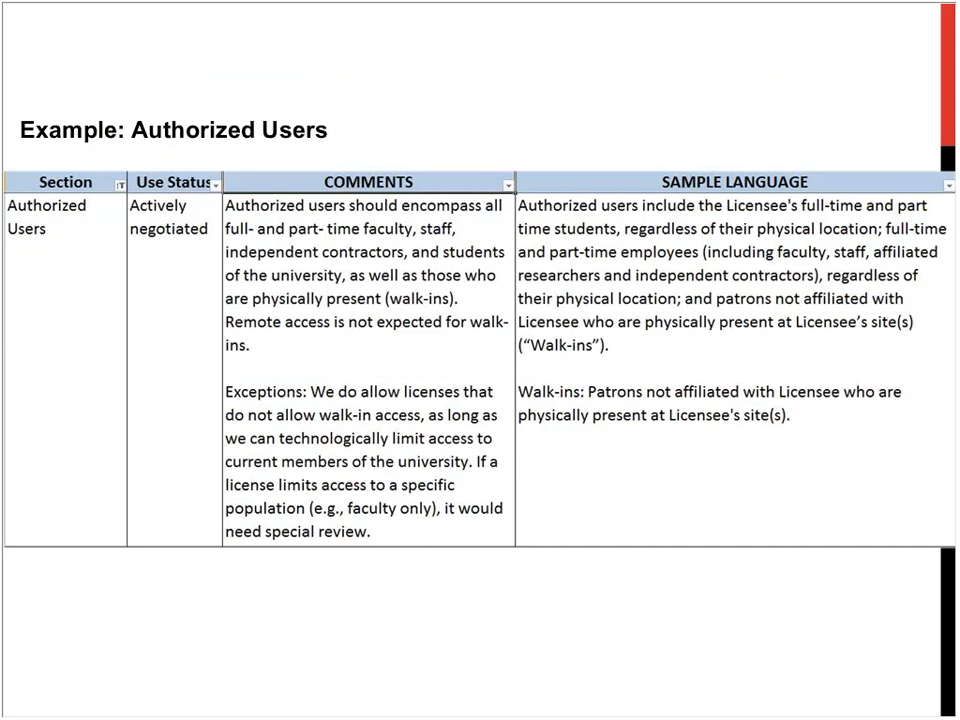 Example: Authorized Users
Section
Use Status
COMMENTS
SAMPLE LANGUAGE
Authorized
Users
Actively
negotiated
Authorized users should encompass all
full- and part- time faculty, staff,
independent contractors, and students
of the university, as well as those who
are physically present (walk-ins).
Remote access is not expected for walk-
ins.
Exceptions: We do allow licenses that
do not allow walk-in access, as long as
we can technologically limit access to
current members of the university. If a
license limits access to a specific
population (e.g., faculty only), it would
need special review.
Authorized users include the Licensee's full-time and part
time students, regardless of their physical location; full-time
and part-time employees (including faculty, staff, affiliated
researchers and independent contractors), regardless of
their physical location; and patrons not affiliated with
Licensee who are physically present at Licensee’s site(s)
(“Walk-ins”).
Walk-ins: Patrons not affiliated with Licensee who are
physically present at Licensee's site(s).